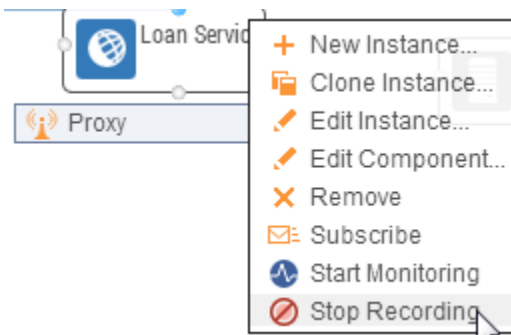 Loan Servic
Proxy
New Instance...
Clone Instance...
Edit Instance...
Edit Component...
Remove
Subscribe
Start Monitoring
Stop Recording